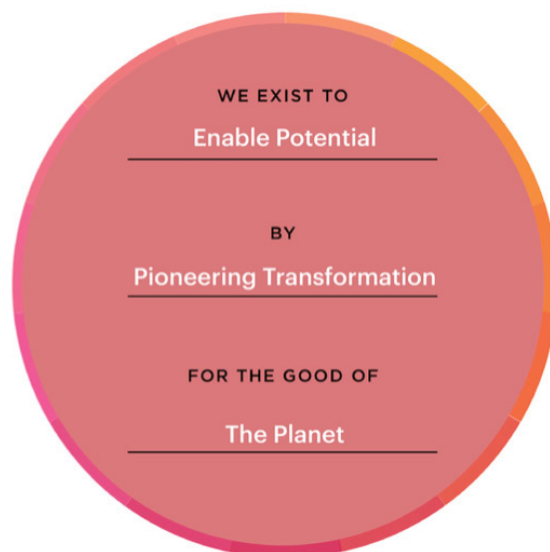 WE EXIST TO
Enable Potential
BY
Pioneering Transformation
FOR THE GOOD OF
The Planet